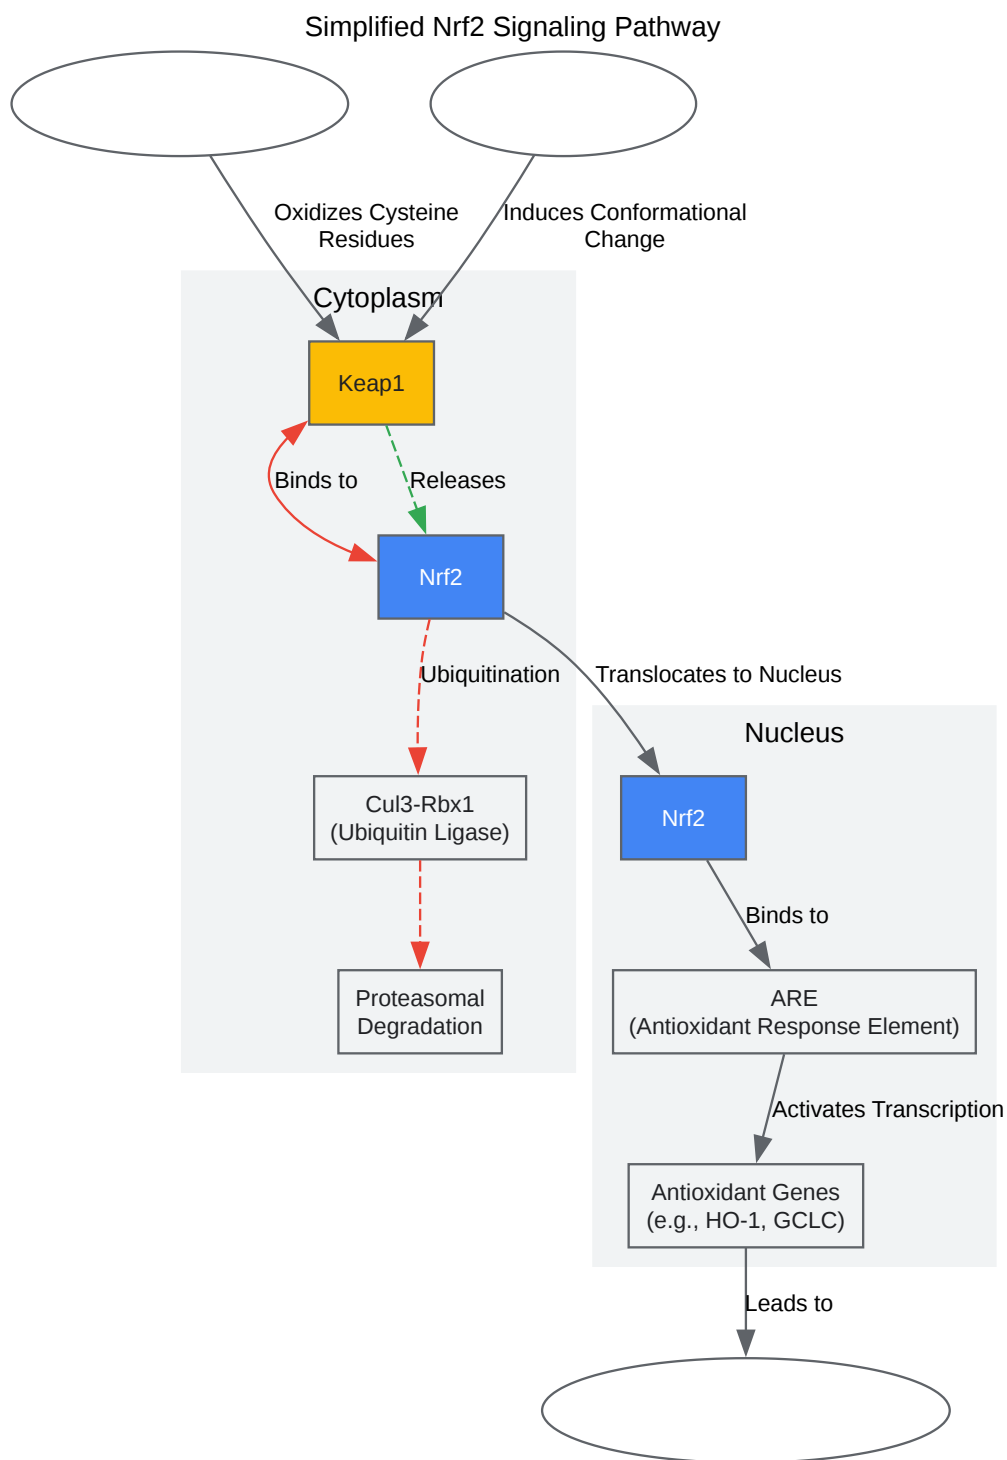 Simplified Nrf2 Signaling Pathway
Oxidizes Cysteine
Residues
Induces Conformational
Change
Cytoplasm
Keap1
Binds to
Releases
Nrf2
Ubiquitination
Translocates to Nucleus
Nucleus
Cul3-Rbx1
(Ubiquitin Ligase)
Nrf2
Binds to
Proteasomal
Degradation
ARE
(Antioxidant Response Element)
Activates Transcription
Antioxidant Genes
(e.g., HO-1, GCLC)
Leads to